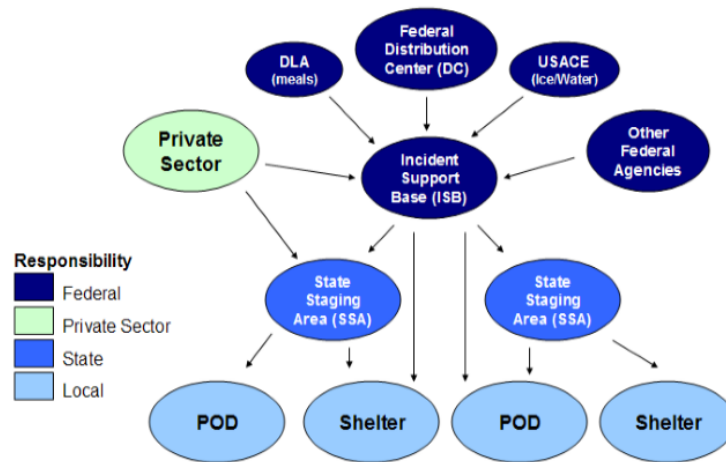 Federal
Distribution
Center (DC)
DLA
(meals)
USACE
(Ice/Water)
Private
Sector
Incident
Support
Base (ISB)
Other
Federal
Agencies
Responsibility
Federal
Private Sector
State
Local
State
Staging
Area (SSA)
State
Staging
Area (SSA)
POD
Shelter
POD
Shelter